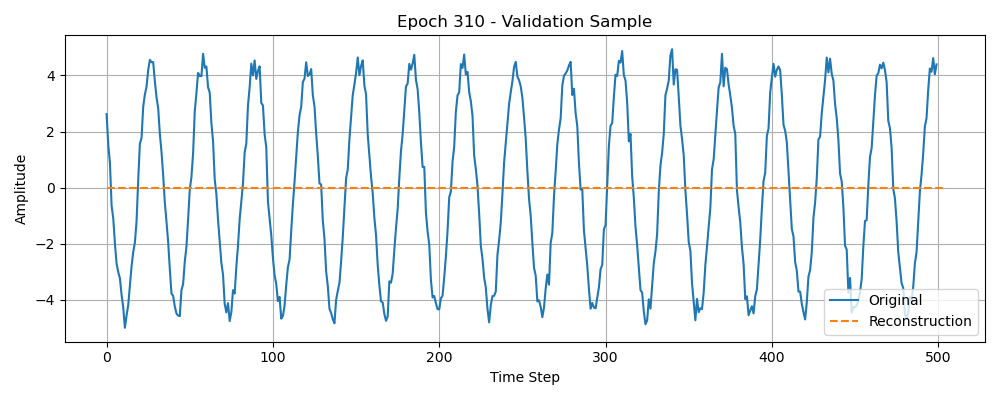 Epoch 310 - Validation Sample
Amplitude
4
2
0
−2
−4
0
100
200
300
400
500
Time Step
Original
Reconstruction